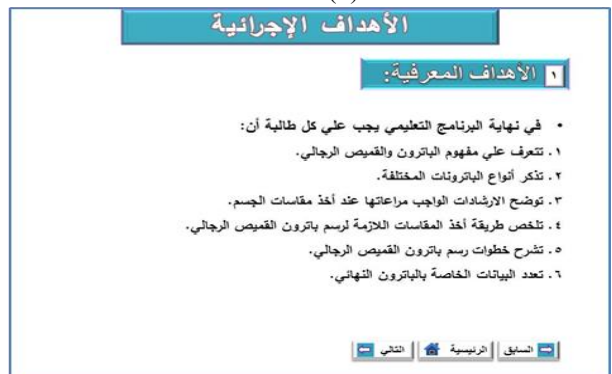 الأهداف الإجرائية
١ الأهداف المعرفية:
• في نهاية البرنامج التعليمي يجب علي كل طالبة أن:
١. تتعرف علي مفهوم الباترون والقميص الرجالي.
٢. تذكر أنواع الباترونات المختلفة.
٣. توضح الارشادات الواجب مراعاتها عند أخذ مقاسات الجسم.
٤. تلخص طريقة أخذ المقاسات اللازمة لرسم باترون القميص الرجالي.
٥. تشرح خطوات رسم باترون القميص الرجالي.
٦. تعدد البيانات الخاصة بالباترون النهائي.
السابق الرئيسية التالي